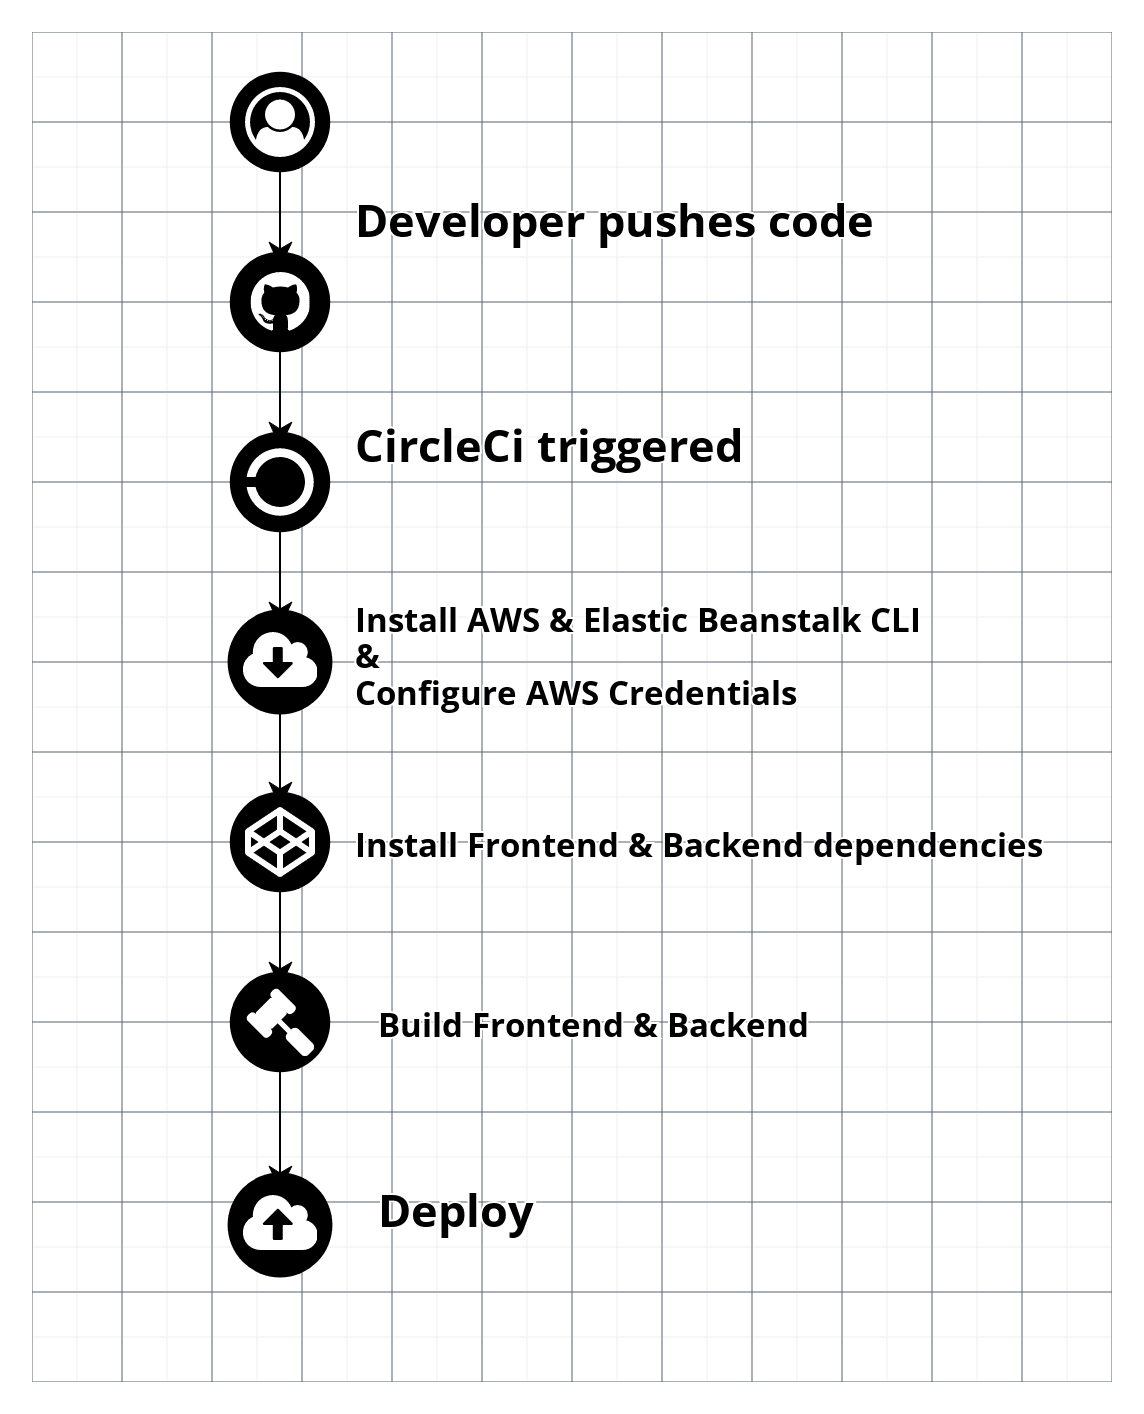 Developer pushes code
CircleCi triggered
Install AWS & Elastic Beanstalk CLI
&
Configure AWS Credentials
Install Frontend & Backend dependencies
Build Frontend & Backend
Deploy